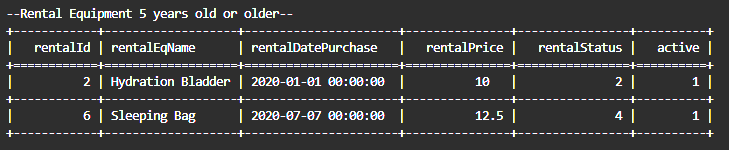 --Rental Equipment 5 years old or older--
rentalId | rentalEqName | rentalDatePurchase | rentalPrice | rentalStatus | active
2 | Hydration Bladder | 2020-01-01 00:00:00 | 10 | 2 | 1
6 | Sleeping Bag | 2020-07-07 00:00:00 | 12.5 | 4 | 1